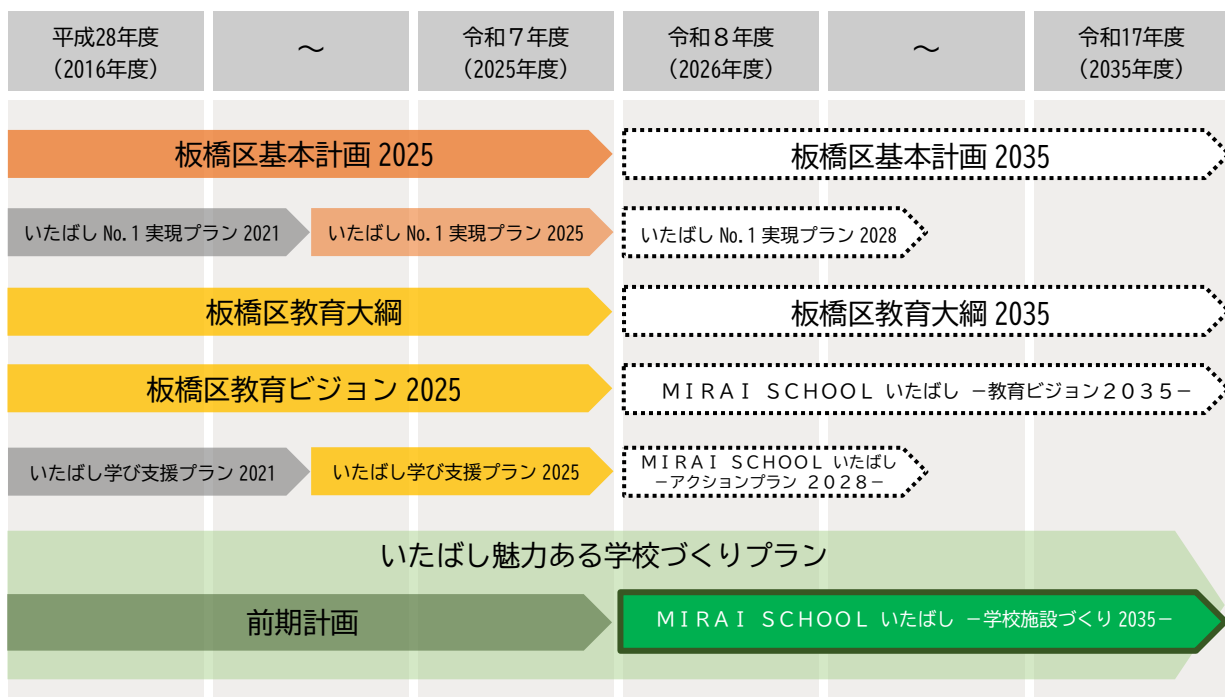 平成28年度
（2016年度）
～
令和７年度
（2025年度）
令和８年度
（2026年度）
～
令和17年度
（2035年度）
板橋区基本計画 2025
板橋区基本計画 2035
いたばし No.1 実現プラン 2021
いたばし No.1 実現プラン 2025
いたばし No.1 実現プラン 2028
板橋区教育大綱
板橋区教育大綱 2035
板橋区教育ビジョン 2025
ＭＩＲＡＩ ＳＣＨＯＯＬ いたばし －教育ビジョン２０３５－
いたばし学び支援プラン 2021
いたばし学び支援プラン 2025
ＭＩＲＡＩ ＳＣＨＯＯＬ いたばし
－アクションプラン ２０２８－
いたばし魅力ある学校づくりプラン
前期計画
ＭＩＲＡＩ ＳＣＨＯＯＬ いたばし －学校施設づくり 2035－